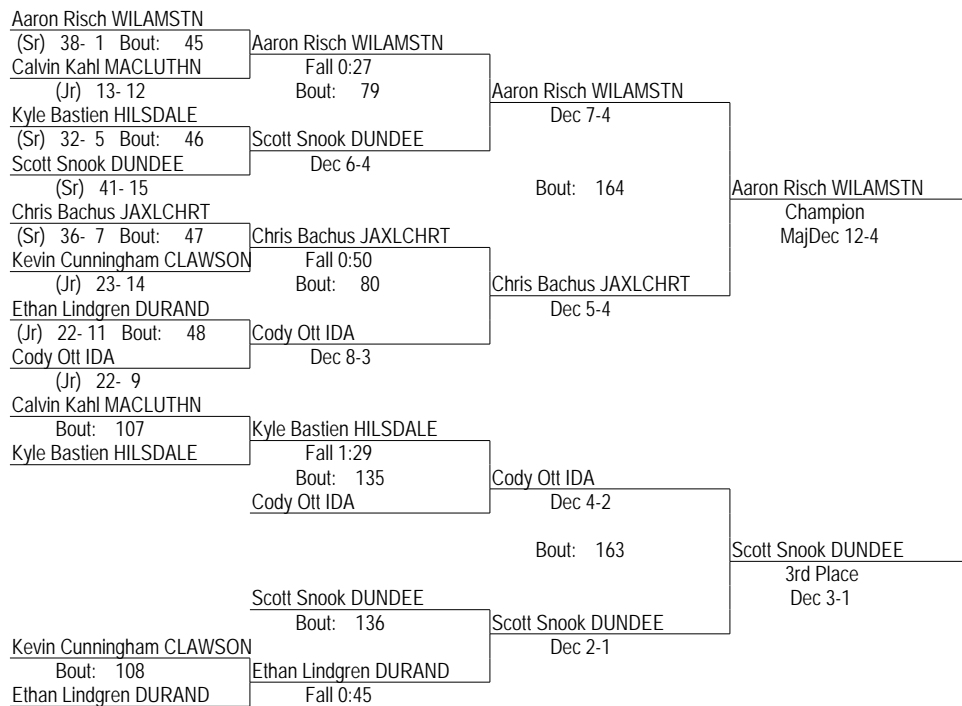 Aaron Risch WILAMSTN
(Sr) 38- 1 Bout: 45
Aaron Risch WILAMSTN
Calvin Kahl MACLUTHN
Fall 0:27
(Jr) 13- 12
Bout: 79
Aaron Risch WILAMSTN
Kyle Bastien HILSDALE
Dec 7-4
(Sr) 32- 5 Bout: 46
Scott Snook DUNDEE
Scott Snook DUNDEE
Dec 6-4
(Sr) 41- 15
Bout: 164
Aaron Risch WILAMSTN
Chris Bachus JAXLCHRT
Champion
(Sr) 36- 7 Bout: 47
Chris Bachus JAXLCHRT
MajDec 12-4
Kevin Cunningham CLAWSON
Fall 0:50
(Jr) 23- 14
Bout: 80
Chris Bachus JAXLCHRT
Ethan Lindgren DURAND
Dec 5-4
(Jr) 22- 11 Bout: 48
Cody Ott IDA
Cody Ott IDA
Dec 8-3
(Jr) 22- 9
Calvin Kahl MACLUTHN
Bout: 107
Kyle Bastien HILSDALE
Kyle Bastien HILSDALE
Fall 1:29
Bout: 135
Cody Ott IDA
Cody Ott IDA
Dec 4-2
Bout: 163
Scott Snook DUNDEE
3rd Place
Scott Snook DUNDEE
Dec 3-1
Bout: 136
Scott Snook DUNDEE
Kevin Cunningham CLAWSON
Dec 2-1
Bout: 108
Ethan Lindgren DURAND
Ethan Lindgren DURAND
Fall 0:45